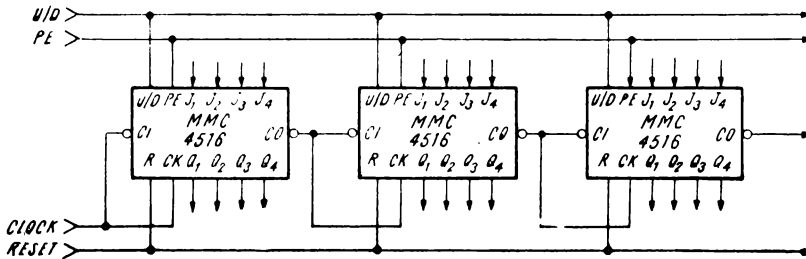 U/D
PE
U/D PE J1 J2 J3 J4
MMC
4516
CI CO
R CK Q1 Q2 Q3 Q4
U/D PE J1 J2 J3 J4
MMC
4516
CI CO
R CK Q1 Q2 Q3 Q4
U/D PE J1 J2 J3 J4
MMC
4516
CI CO
R CK Q1 Q2 Q3 Q4
CLOCK
RESET